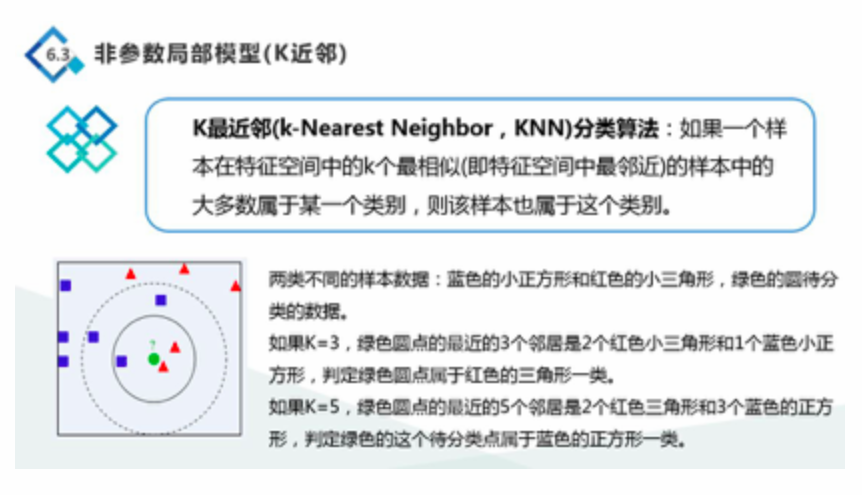 6.3 非参数局部模型(K近邻)
K最近邻(k-Nearest Neighbor，KNN)分类算法：如果一个样
本在特征空间中的k个最相似(即特征空间中最邻近)的样本中的
大多数属于某一个类别，则该样本也属于这个类别。
?
两类不同的样本数据：蓝色的小正方形和红色的小三角形，绿色的圆待分
类的数据。
如果K=3，绿色圆点的最近的3个邻居是2个红色小三角形和1个蓝色小正
方形，判定绿色圆点属于红色的三角形一类。
如果K=5，绿色圆点的最近的5个邻居是2个红色三角形和3个蓝色的正方
形，判定绿色的这个待分类点属于蓝色的正方形一类。